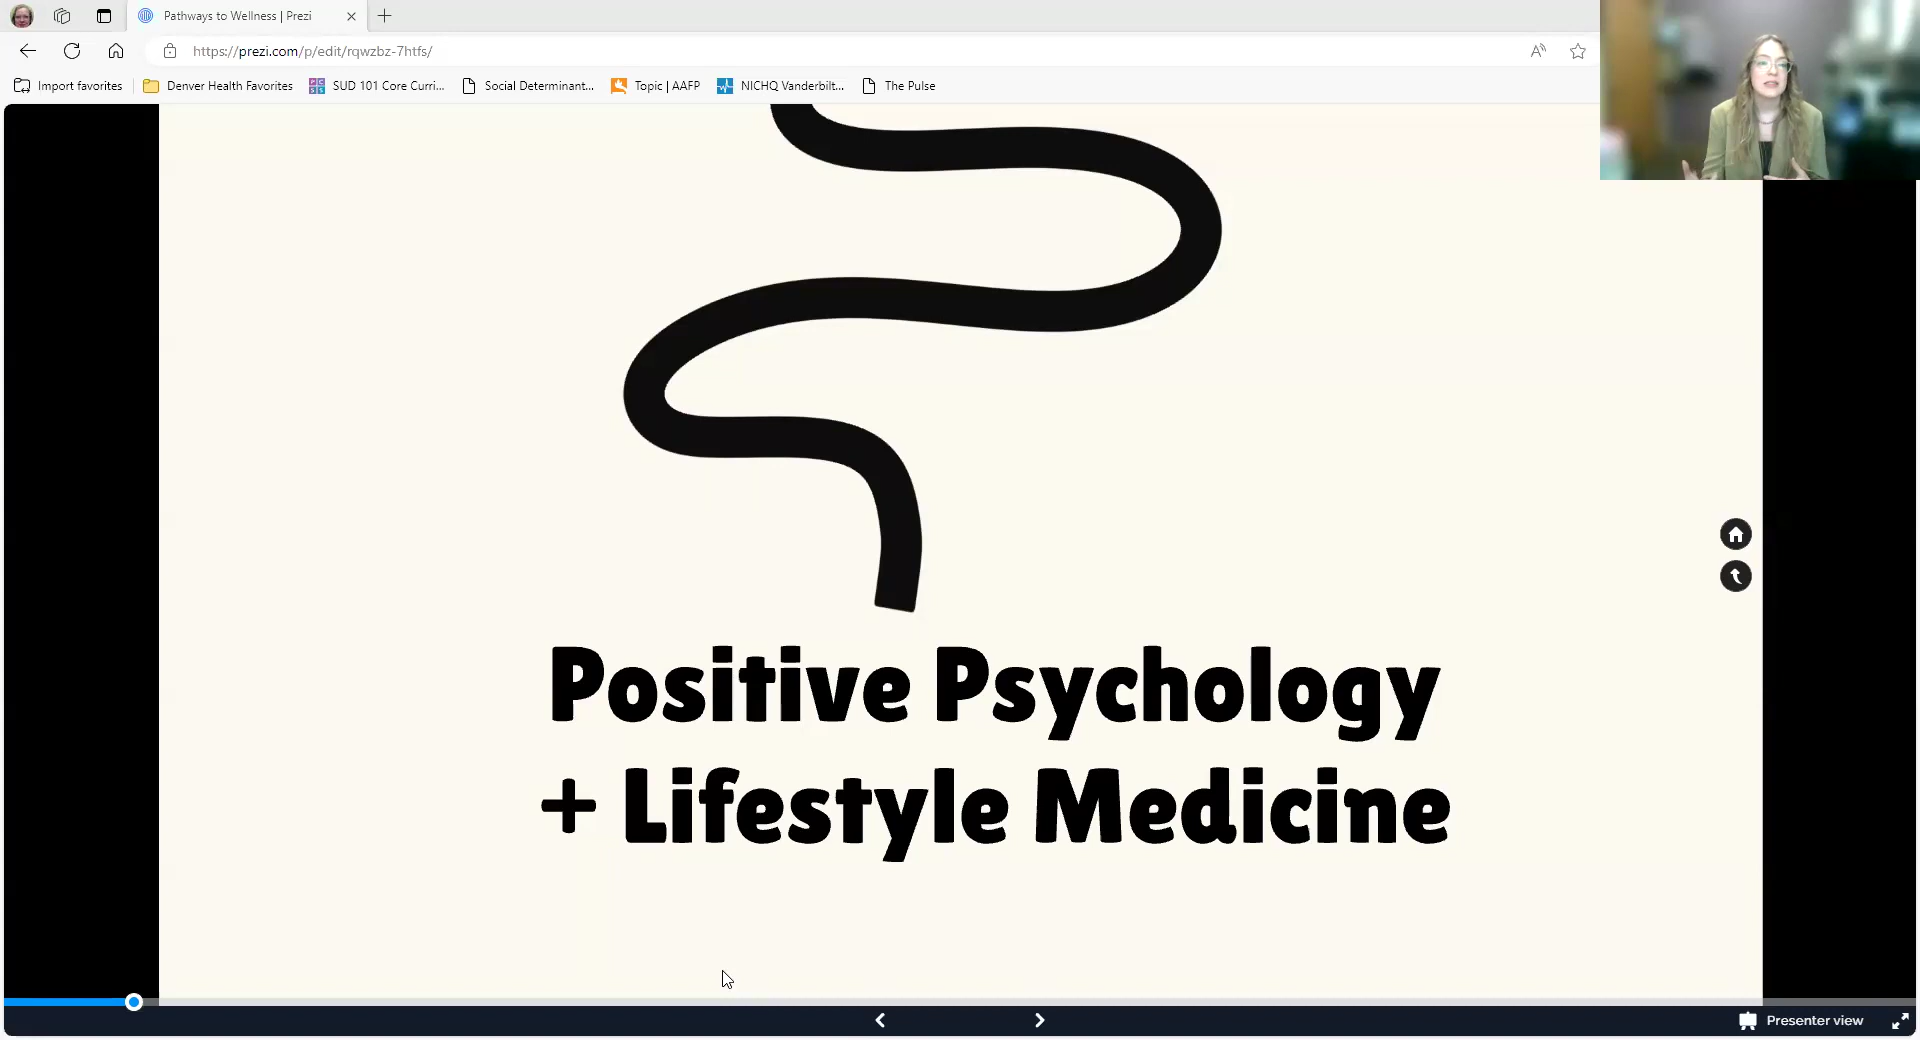 Pathways to Wellness | Prezi
https://prezi.com/p/edit/rqwzbz-7htfs/
Import favorites
Denver Health Favorites
SUD 101 Core Curri...
Social Determinant...
Topic | AAFP
NICHQ Vanderbilt...
The Pulse
Positive Psychology
+ Lifestyle Medicine
Presenter view